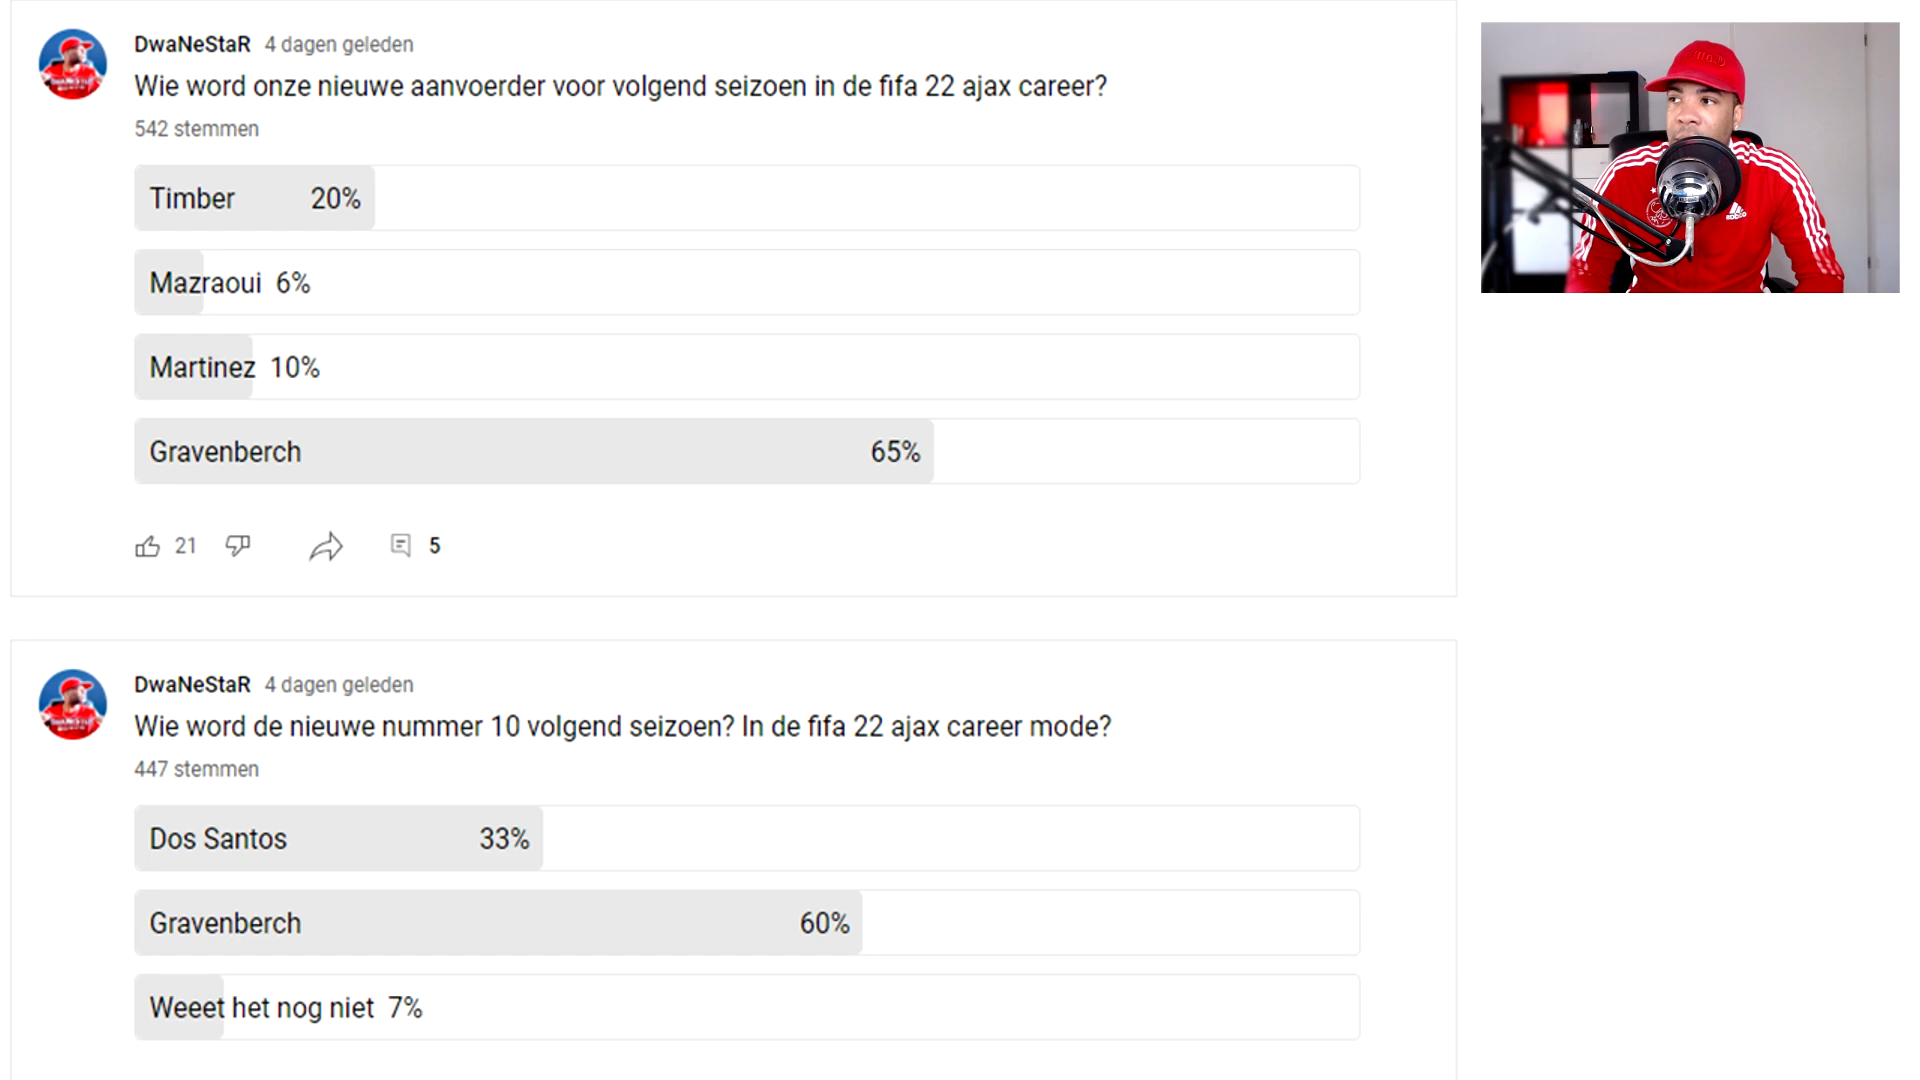 DwaNeStaR 4 dagen geleden
Wie word onze nieuwe aanvoerder voor volgend seizoen in de fifa 22 ajax career?
542 stemmen
Timber 20%
Mazraoui 6%
Martinez 10%
Gravenberch 65%
21 5
DwaNeStaR 4 dagen geleden
Wie word de nieuwe nummer 10 volgend seizoen? In de fifa 22 ajax career mode?
447 stemmen
Dos Santos 33%
Gravenberch 60%
Weeet het nog niet 7%